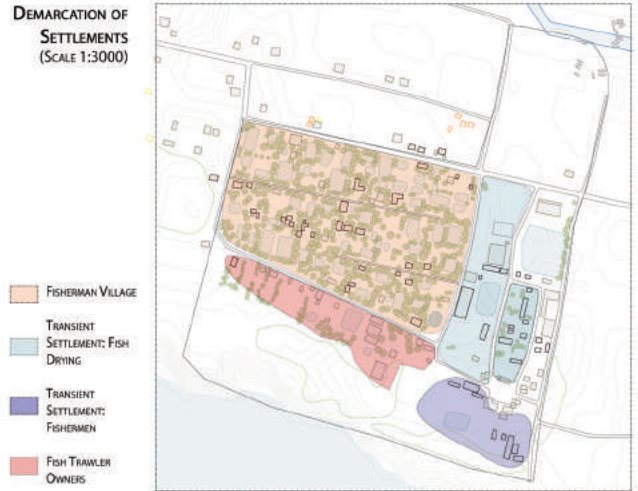 DEMARCATION OF
SETTLEMENTS
(SCALE 1:3000)
FISHERMAN VILLAGE
TRANSIENT
SETTLEMENT: FISH
DRYING
TRANSIENT
SETTLEMENT:
FISHERMEN
FISH TRAWLER
OWNERS